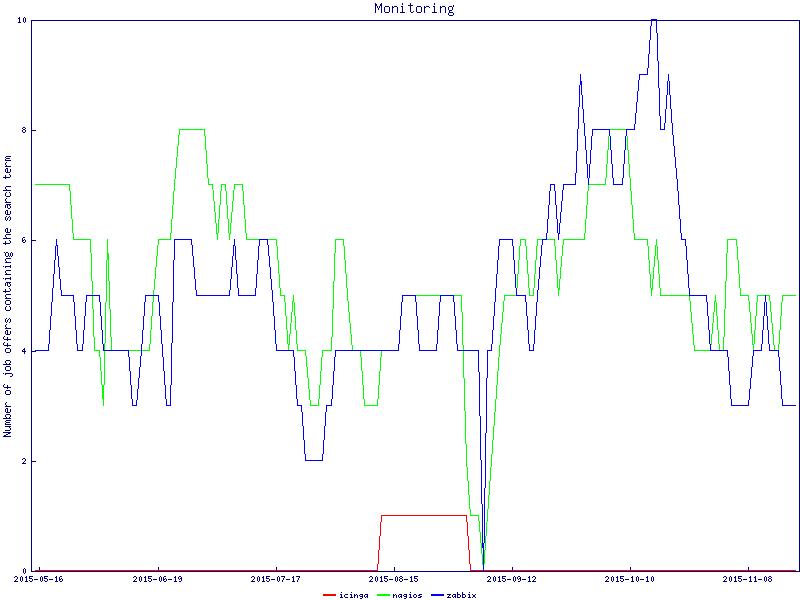 Monitoring
Number of job offers containing the search term
10
8
6
4
2
0
2015-05-16 2015-06-19 2015-07-17 2015-08-15 2015-09-12 2015-10-10 2015-11-08
icinga nagios zabbix